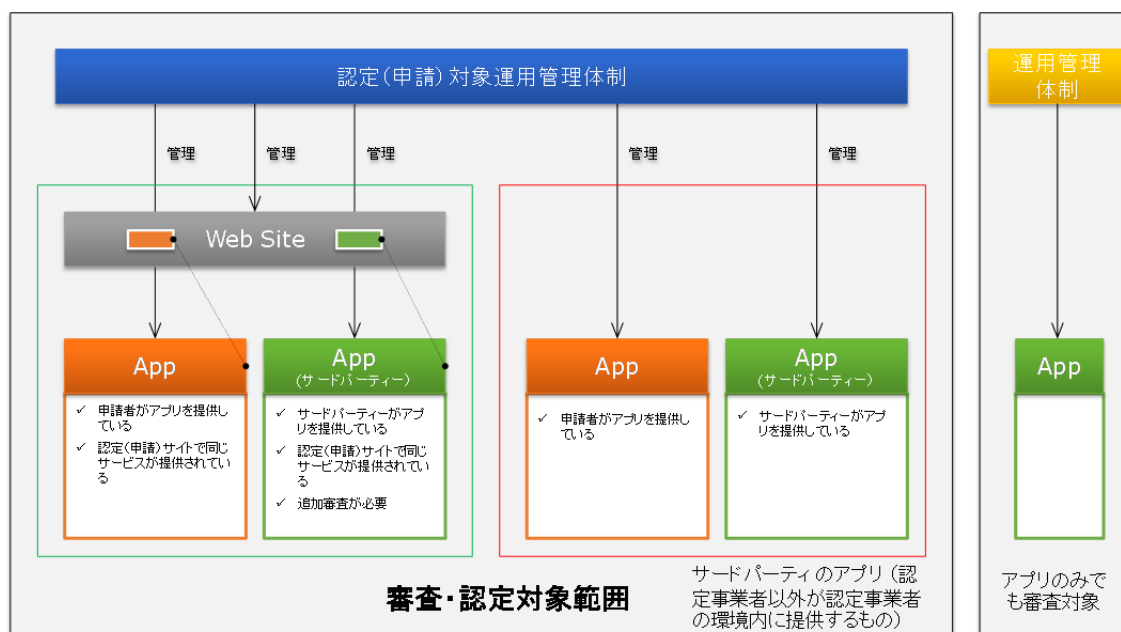 認定(申請)対象運用管理体制
運用管理
体制
管理
管理
管理
管理
管理
Web Site
App
App
(サードパーティー)
App
App
(サードパーティー)
App
✓ 申請者がアプリを提供し
ている
✓ 認定(申請)サイトで同じ
サービスが提供されてい
る
✓ サードパーティーがアプ
リを提供している
✓ 認定(申請)サイトで同じ
サービスが提供されてい
る
✓ 追加審査が必要
✓ 申請者がアプリを提供し
ている
✓ サードパーティーがアプ
リを提供している
審査・認定対象範囲
サードパーティのアプリ(認
定事業者以外が認定事業者
の環境内に提供するもの)
アプリのみで
も審査対象